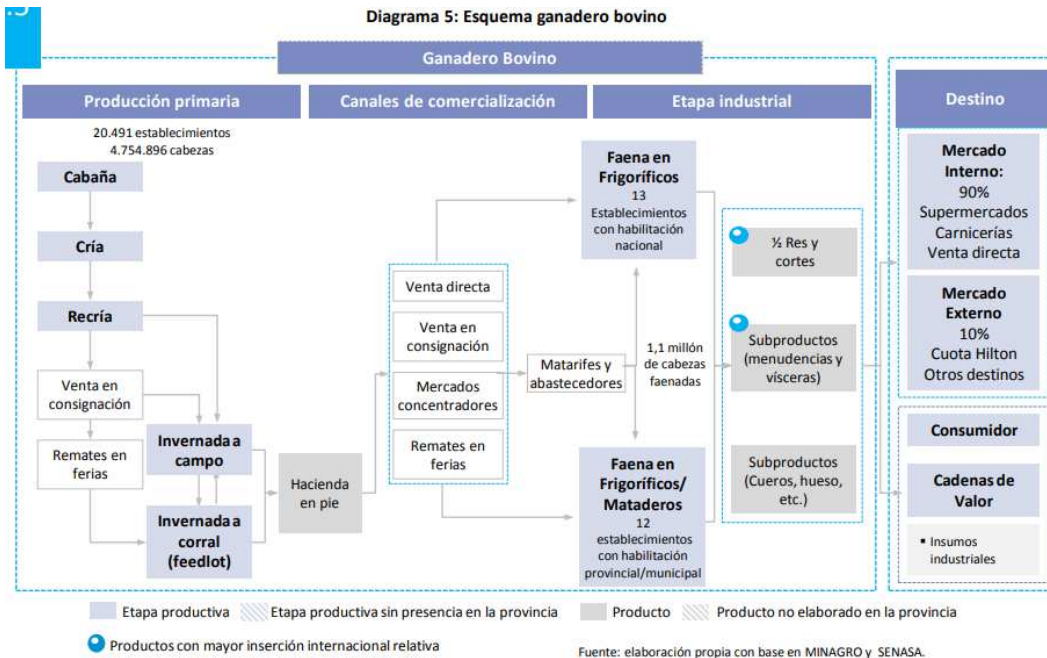 .5
Diagrama 5: Esquema ganadero bovino
Ganadero Bovino
Producción primaria
Canales de comercialización
Etapa industrial
Destino
20.491 establecimientos
4.754.896 cabezas
Cabaña
Cría
Recría
Venta en
consignación
Remates en
ferias
Invernada a
campo
Invernada a
corral
(feedlot)
Hacienda
en pie
Venta directa
Venta en
consignación
Mercados
concentradores
Remates en
ferias
Matarifes y
abastecedores
Faena en
Frigoríficos
13
Establecimientos
con habilitación
nacional
1,1 millón
de cabezas
faenadas
Faena en
Frigoríficos/
Mataderos
12
establecimientos
con habilitación
provincial/municipal
½ Res y
cortes
Subproductos
(menudencias y
vísceras)
Subproductos
(Cueros, hueso,
etc.)
Mercado
Interno:
90%
Supermercados
Carnicerías
Venta directa
Mercado
Externo
10%
Cuota Hilton
Otros destinos
Consumidor
Cadenas de
Valor
▪ Insumos
industriales
Etapa productiva
Etapa productiva sin presencia en la provincia
Producto
Producto no elaborado en la provincia
Productos con mayor inserción internacional relativa
Fuente: elaboración propia con base en MINAGRO y SENASA.